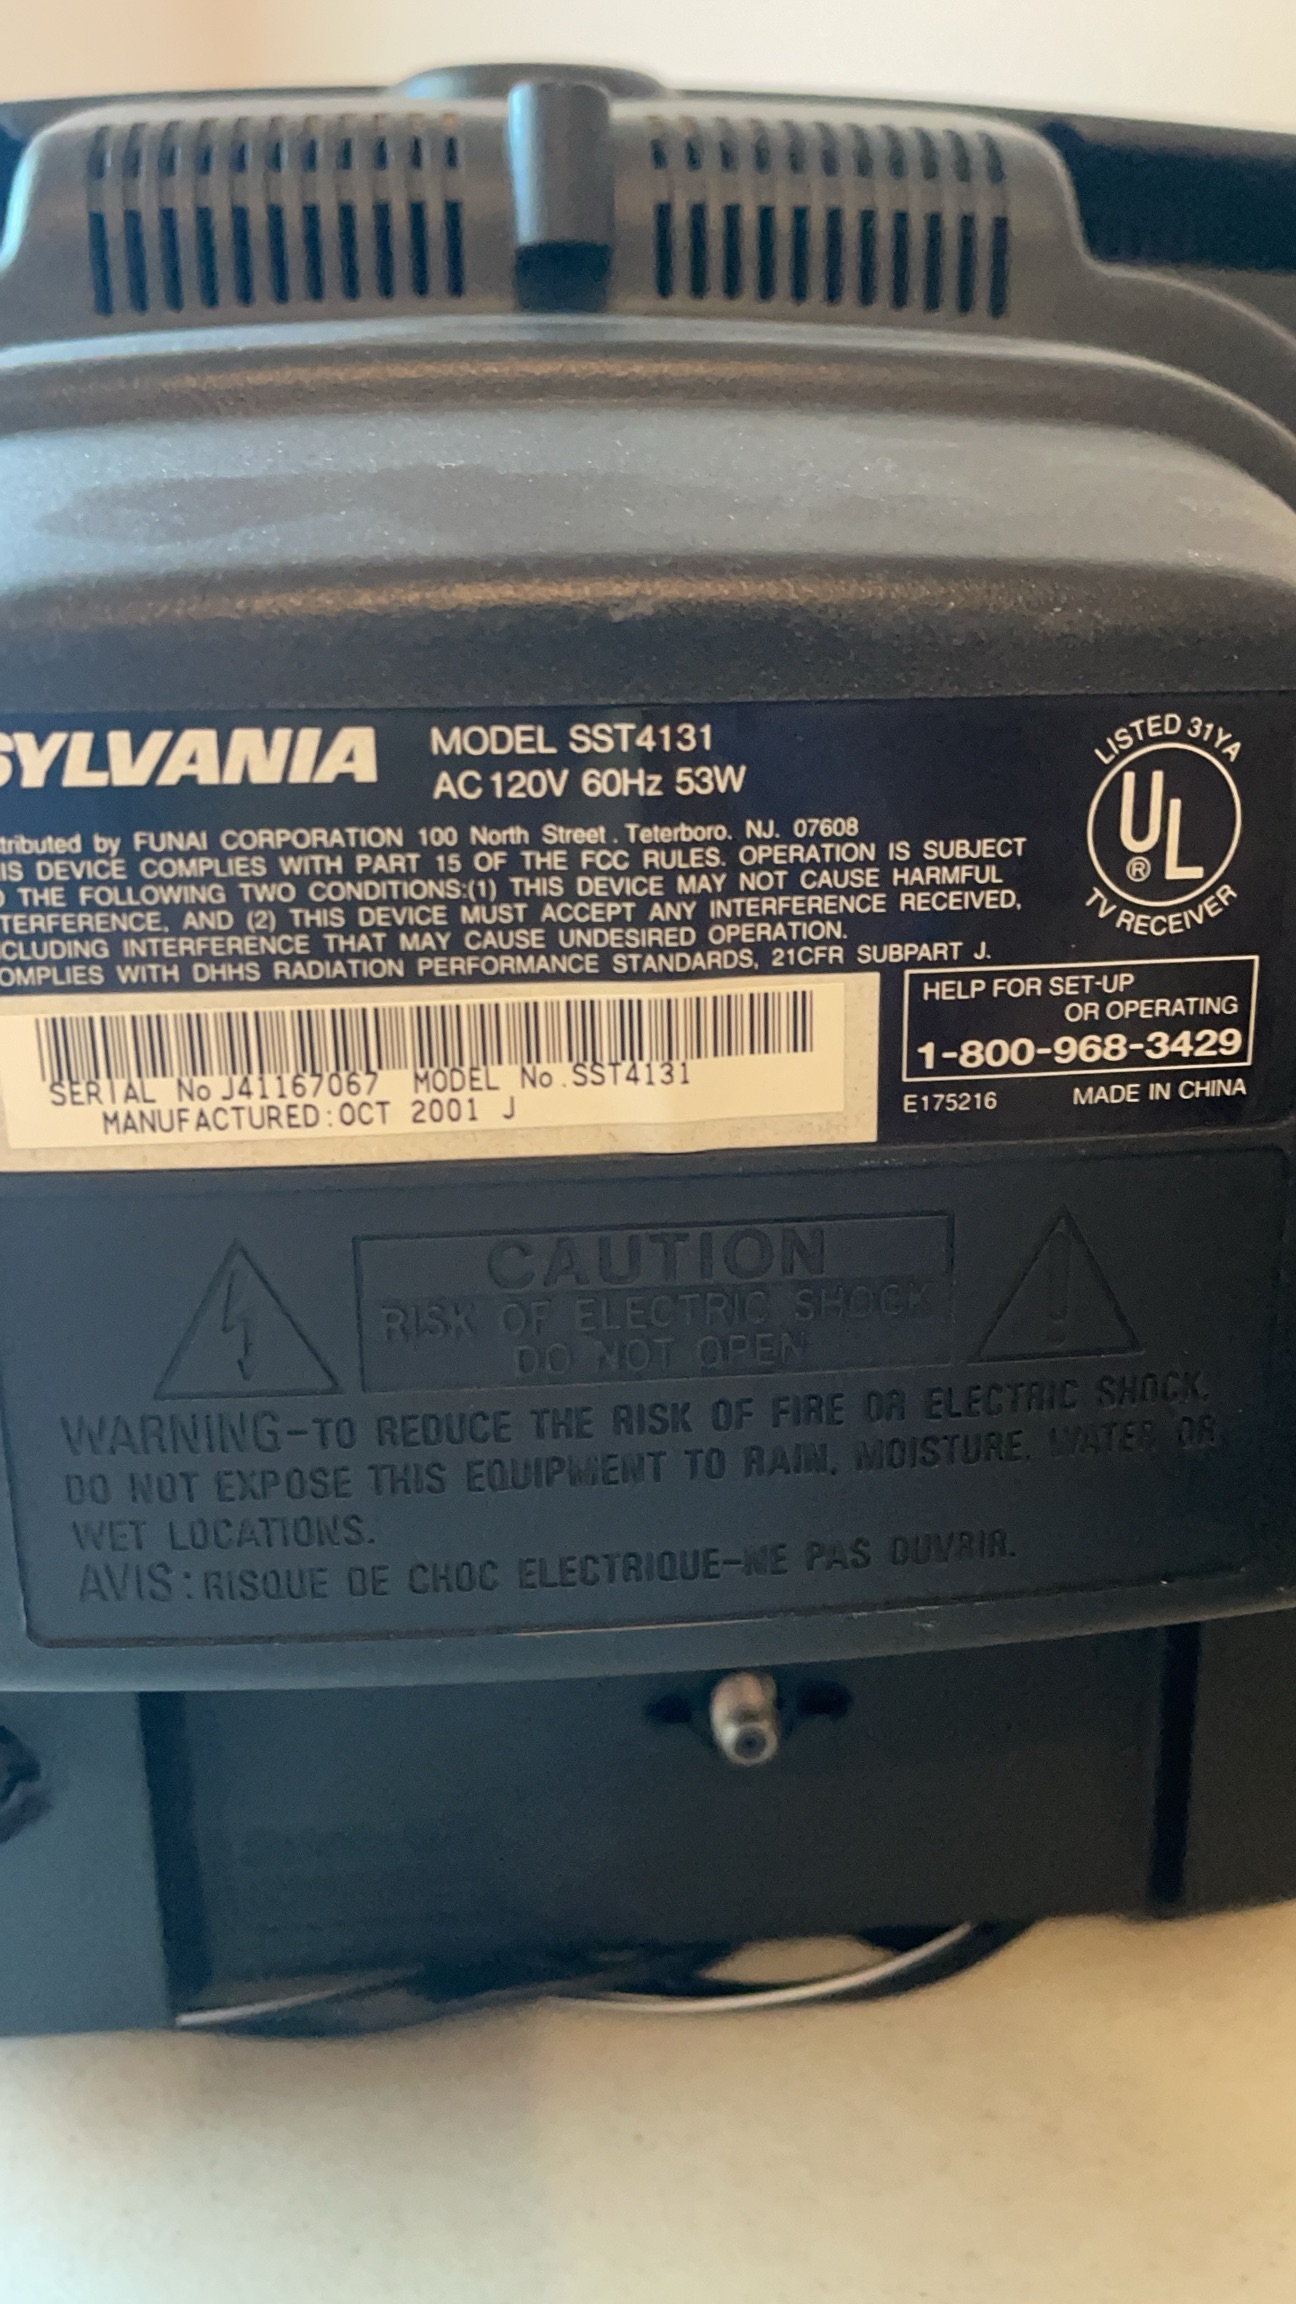 SYLVANIA
MODEL SST4131
AC 120V 60Hz 53W
tributed by FUNAI CORPORATION 100 North Street. Teterboro. NJ. 07608
IS DEVICE COMPLIES WITH PART 15 OF THE FCC RULES. OPERATION IS SUBJECT
THE FOLLOWING TWO CONDITIONS:(1) THIS DEVICE MAY NOT CAUSE HARMFUL
TERFERENCE, AND (2) THIS DEVICE MUST ACCEPT ANY INTERFERENCE RECEIVED,
CLUDING INTERFERENCE THAT MAY CAUSE UNDESIRED OPERATION.
OMPLIES WITH DHHS RADIATION PERFORMANCE STANDARDS, 21CFR SUBPART J.
LISTED 31YA
UL ®
TV RECEIVER
SERIAL No J41167067 MODEL No.SST4131
MANUFACTURED:OCT 2001 J
HELP FOR SET-UP
OR OPERATING
1-800-968-3429
E175216 MADE IN CHINA
CAUTION
RISK OF ELECTRIC SHOCK
DO NOT OPEN
WARNING-TO REDUCE THE RISK OF FIRE OR ELECTRIC SHOCK,
DO NOT EXPOSE THIS EQUIPMENT TO RAIN, MOISTURE, WATER OR
WET LOCATIONS.
AVIS: RISQUE DE CHOC ELECTRIQUE-NE PAS OUVRIR.